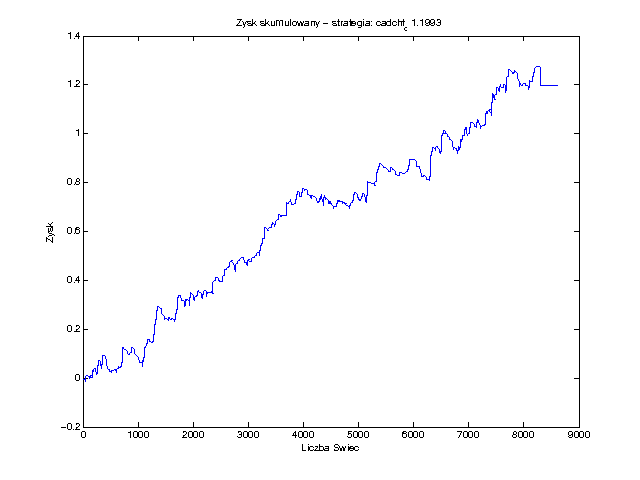 Zysk skumulowany – strategia: cadchf_c 1.1993
1.4
1.2
1
0.8
0.6
0.4
0.2
0
−0.2
Zysk
0 1000 2000 3000 4000 5000 6000 7000 8000 9000
Liczba Swiec